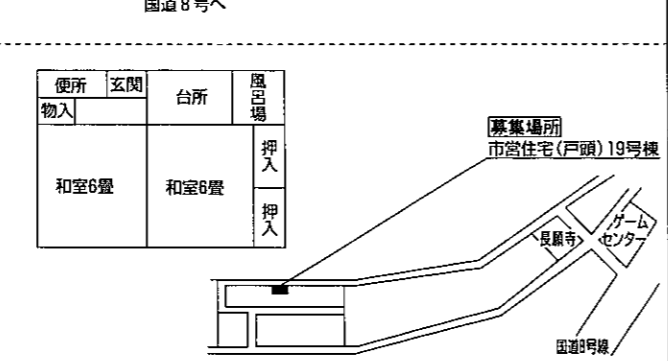 国道8号へ
便所
玄関
台所
風呂場
物入
押入
和室6畳
和室6畳
押入
募集場所
市営住宅(戸頭)19号棟
長願寺
ゲーム
センター
国道8号線